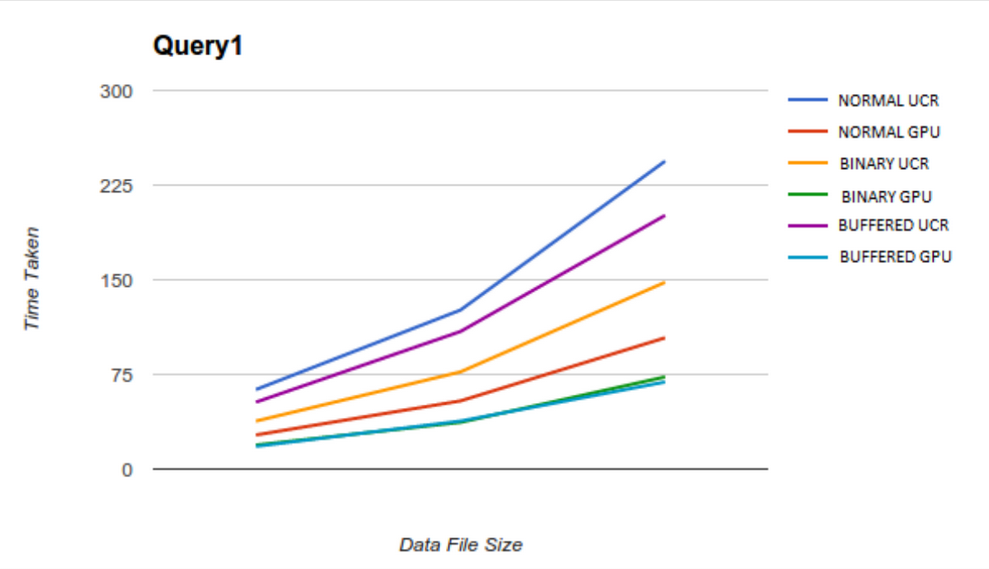 Query1
300
225
150
75
0
Time Taken
Data File Size
NORMAL UCR
NORMAL GPU
BINARY UCR
BINARY GPU
BUFFERED UCR
BUFFERED GPU